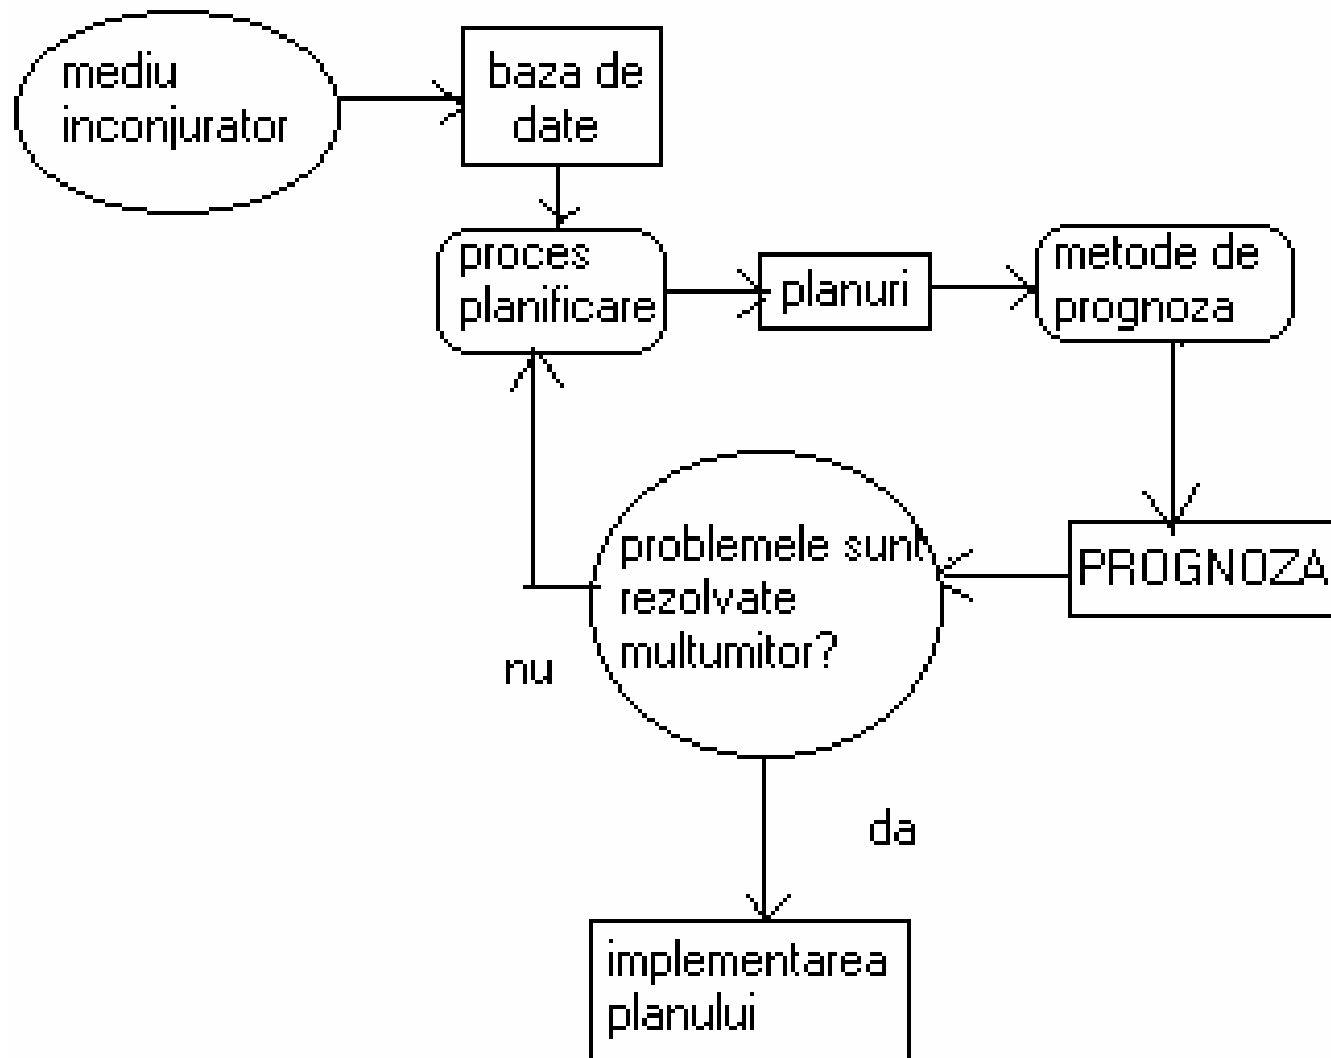 mediu
inconjurator
baza de
date
proces
planificare
planuri
metode de
prognoza
PROGNOZA
problemele sunt
rezolvate
multumitor?
nu
da
implementarea
planului